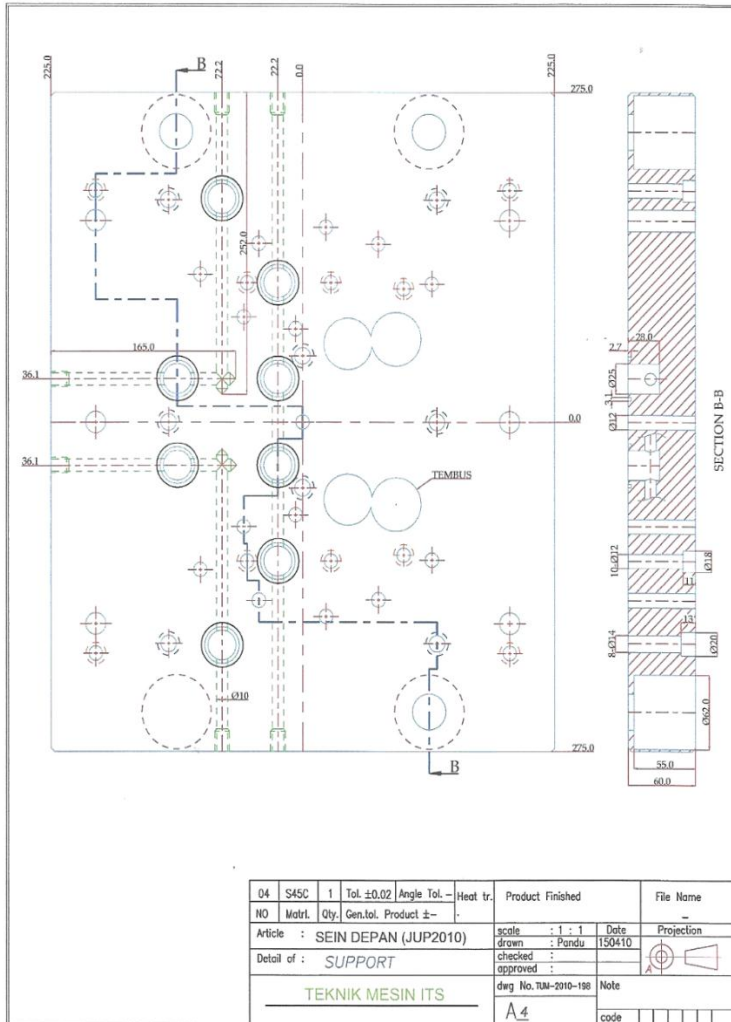 B
225.0
72.2
22.2
0.0
225.0
275.0
252.0
165.0
36.1
0.0
36.1
TEMBUS
Ø10
275.0
B
28.0
2.7
Ø25
3.1
Ø12
10-Ø12
Ø18
11
13
8-Ø14
Ø20
Ø62.0
55.0
60.0
SECTION B-B
04 S45C 1 Tol. ±0.02 Angle Tol. - Heat tr. Product Finished File Name
NO Matrl. Qty. Gen.tol. Product ±- - -
Article : SEIN DEPAN (JUP2010) scale : 1 : 1 Date Projection
drawn : Pandu 150410
Detail of : SUPPORT checked :
approved :
A
TEKNIK MESIN ITS dwg No. TUM-2010-198 Note
A4 code